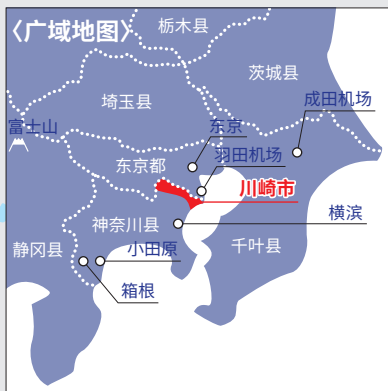 〈广域地图〉
栃木县
茨城县
埼玉县
成田机场
富士山
东京
羽田机场
东京都
川崎市
横滨
神奈川县
千叶县
静冈县
小田原
箱根